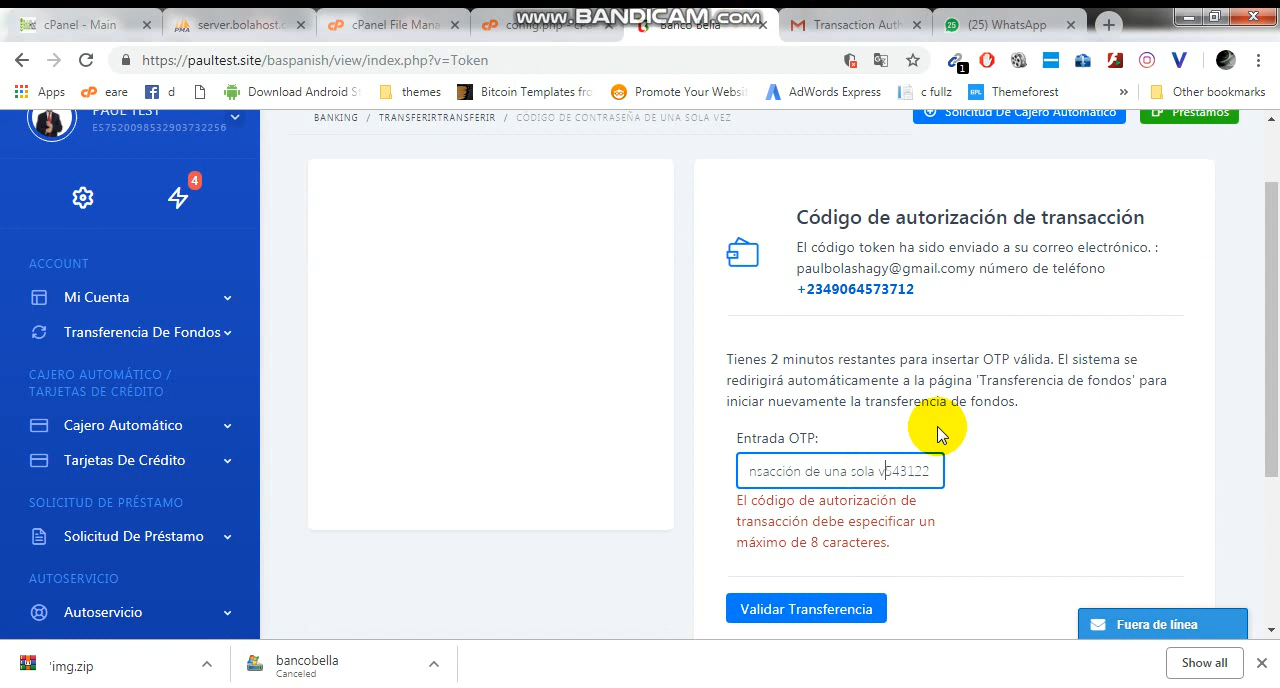 www.BANDICAM.com
cPanel - Main
server.bolahost.c
cPanel File Mana
Banco Bella
Transaction Auth
(25) WhatsApp
https://paultest.site/baspanish/view/index.php?v=Token
1
Apps
eare
d
Download Android S
themes
Bitcoin Templates fro
Promote Your Websi
AdWords Express
c fullz
BPL
Themeforest
»
Other bookmarks
PAUL TEST
ES7520098532903732256
BANKING / TRANSFERIRTRANSFERIR / CÓDIGO DE CONTRASEÑA DE UNA SOLA VEZ
Solicitud De Cajero Automático
Préstamos
4
ACCOUNT
Mi Cuenta
Transferencia De Fondos
CAJERO AUTOMÁTICO /
TARJETAS DE CRÉDITO
Cajero Automático
Tarjetas De Crédito
SOLICITUD DE PRÉSTAMO
Solicitud De Préstamo
AUTOSERVICIO
Autoservicio
Código de autorización de transacción
El código token ha sido enviado a su correo electrónico. :
paulbolashagy@gmail.comy número de teléfono
+2349064573712
Tienes 2 minutos restantes para insertar OTP válida. El sistema se
redirigirá automáticamente a la página 'Transferencia de fondos' para
iniciar nuevamente la transferencia de fondos.
Entrada OTP:
nsacción de una sola v543122
El código de autorización de
transacción debe especificar un
máximo de 8 caracteres.
Validar Transferencia
Fuera de línea
'img.zip
bancobella
Canceled
Show all